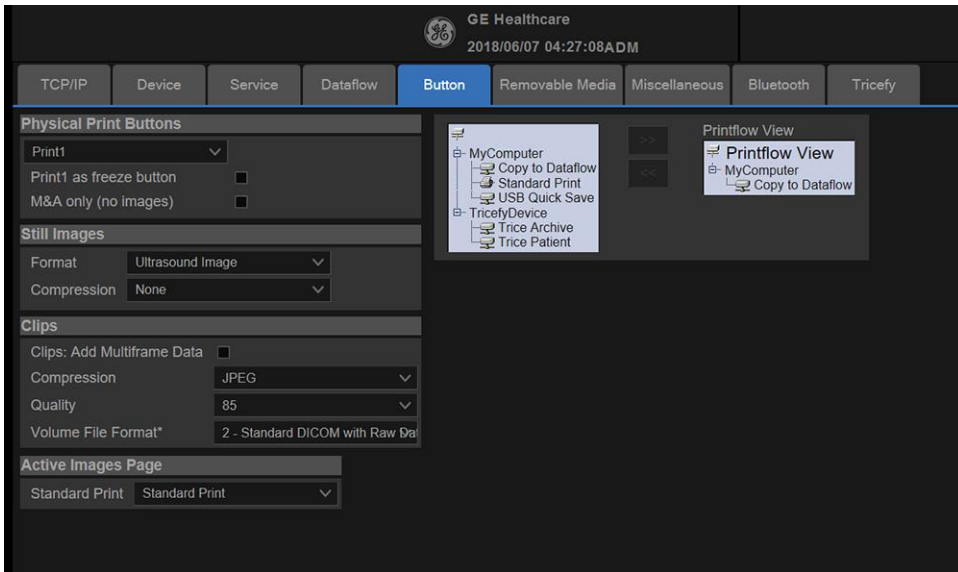 GE Healthcare
2018/06/07 04:27:08ADM
TCP/IP Device Service Dataflow Button Removable Media Miscellaneous Bluetooth Tricefy
Physical Print Buttons
Print1
Print1 as freeze button
M&A only (no images)
Still Images
Format Ultrasound Image
Compression None
Clips
Clips: Add Multiframe Data
Compression JPEG
Quality 85
Volume File Format* 2 - Standard DICOM with Raw Dat
Active Images Page
Standard Print Standard Print
MyComputer
Copy to Dataflow
Standard Print
USB Quick Save
TricefyDevice
Trice Archive
Trice Patient
>>
<<
Printflow View
Printflow View
MyComputer
Copy to Dataflow